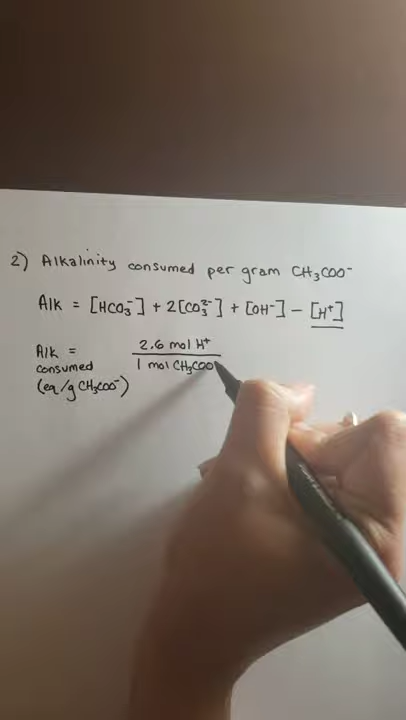 2) Alkalinity consumed per gram CH₃COO⁻
Alk = [HCO₃⁻] + 2[CO₃²⁻] + [OH⁻] − [H⁺]
Alk = 2.6 mol H⁺
consumed 1 mol CH₃COO
(eq/g CH₃COO⁻)